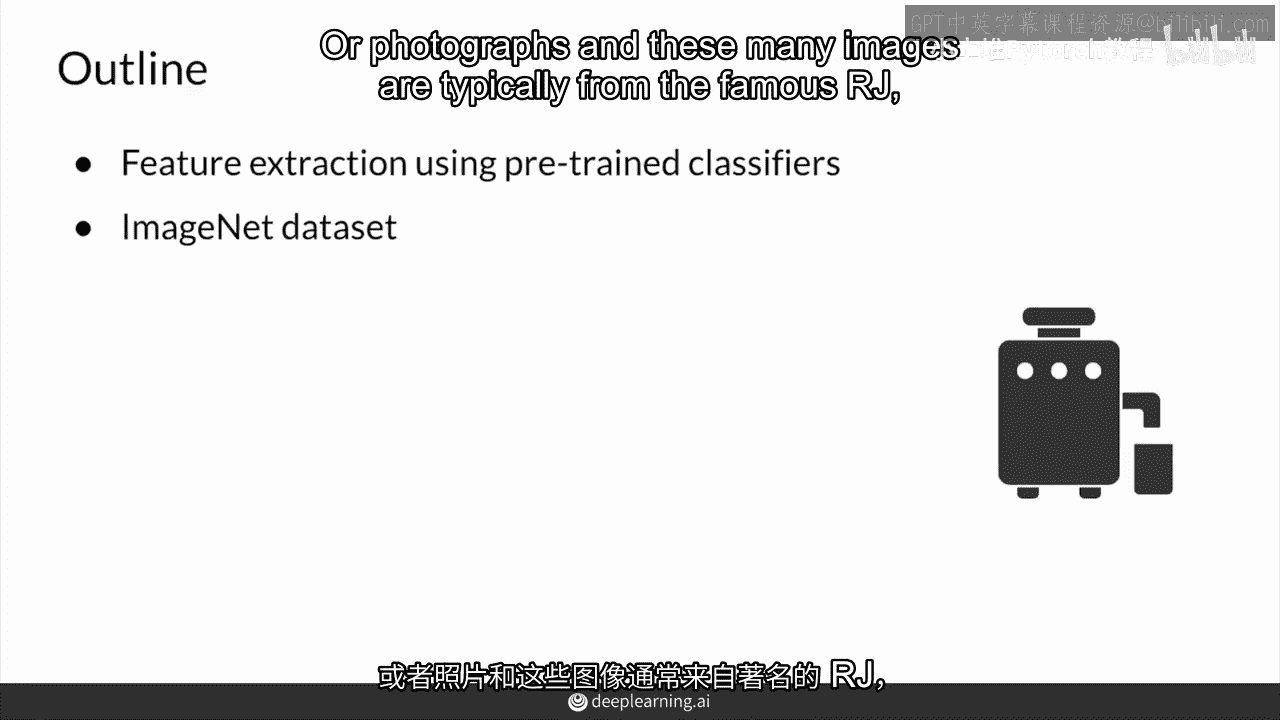 GPT中英字幕课程资源@bilibili.com
Or photographs and these many images
are typically from the famous RJ,
Outline
● Feature extraction using pre-trained classifiers
● ImageNet dataset
或者照片和这些图像通常来自著名的 RJ,
deeplearning.ai